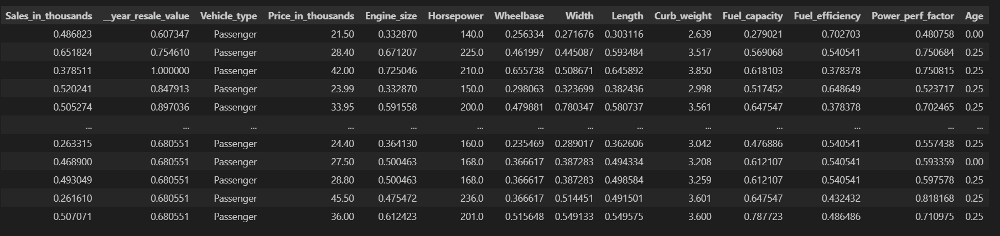 Sales_in_thousands __year_resale_value Vehicle_type Price_in_thousands Engine_size Horsepower Wheelbase Width Length Curb_weight Fuel_capacity Fuel_efficiency Power_perf_factor Age
0.486823 0.607347 Passenger 21.50 0.332870 140.0 0.256334 0.271676 0.303116 2.639 0.279021 0.702703 0.480758 0.00
0.651824 0.754610 Passenger 28.40 0.671207 225.0 0.461997 0.445087 0.593484 3.517 0.569068 0.540541 0.750684 0.25
0.378511 1.000000 Passenger 42.00 0.725046 210.0 0.655738 0.508671 0.645892 3.850 0.618103 0.378378 0.750815 0.25
0.520241 0.847913 Passenger 23.99 0.332870 150.0 0.298063 0.323699 0.382436 2.998 0.517452 0.648649 0.523717 0.25
0.505274 0.897036 Passenger 33.95 0.591558 200.0 0.479881 0.780347 0.580737 3.561 0.647547 0.378378 0.702465 0.25
... ... ... ... ... ... ... ... ... ... ... ... ... ...
0.263315 0.680551 Passenger 24.40 0.364130 160.0 0.235469 0.289017 0.362606 3.042 0.476886 0.540541 0.557438 0.25
0.468900 0.680551 Passenger 27.50 0.500463 168.0 0.366617 0.387283 0.494334 3.208 0.612107 0.540541 0.593359 0.00
0.493049 0.680551 Passenger 28.80 0.500463 168.0 0.366617 0.387283 0.498584 3.259 0.612107 0.540541 0.597578 0.25
0.261610 0.680551 Passenger 45.50 0.475472 236.0 0.366617 0.514451 0.491501 3.601 0.647547 0.432432 0.818168 0.25
0.507071 0.680551 Passenger 36.00 0.612423 201.0 0.515648 0.549133 0.549575 3.600 0.787723 0.486486 0.710975 0.25